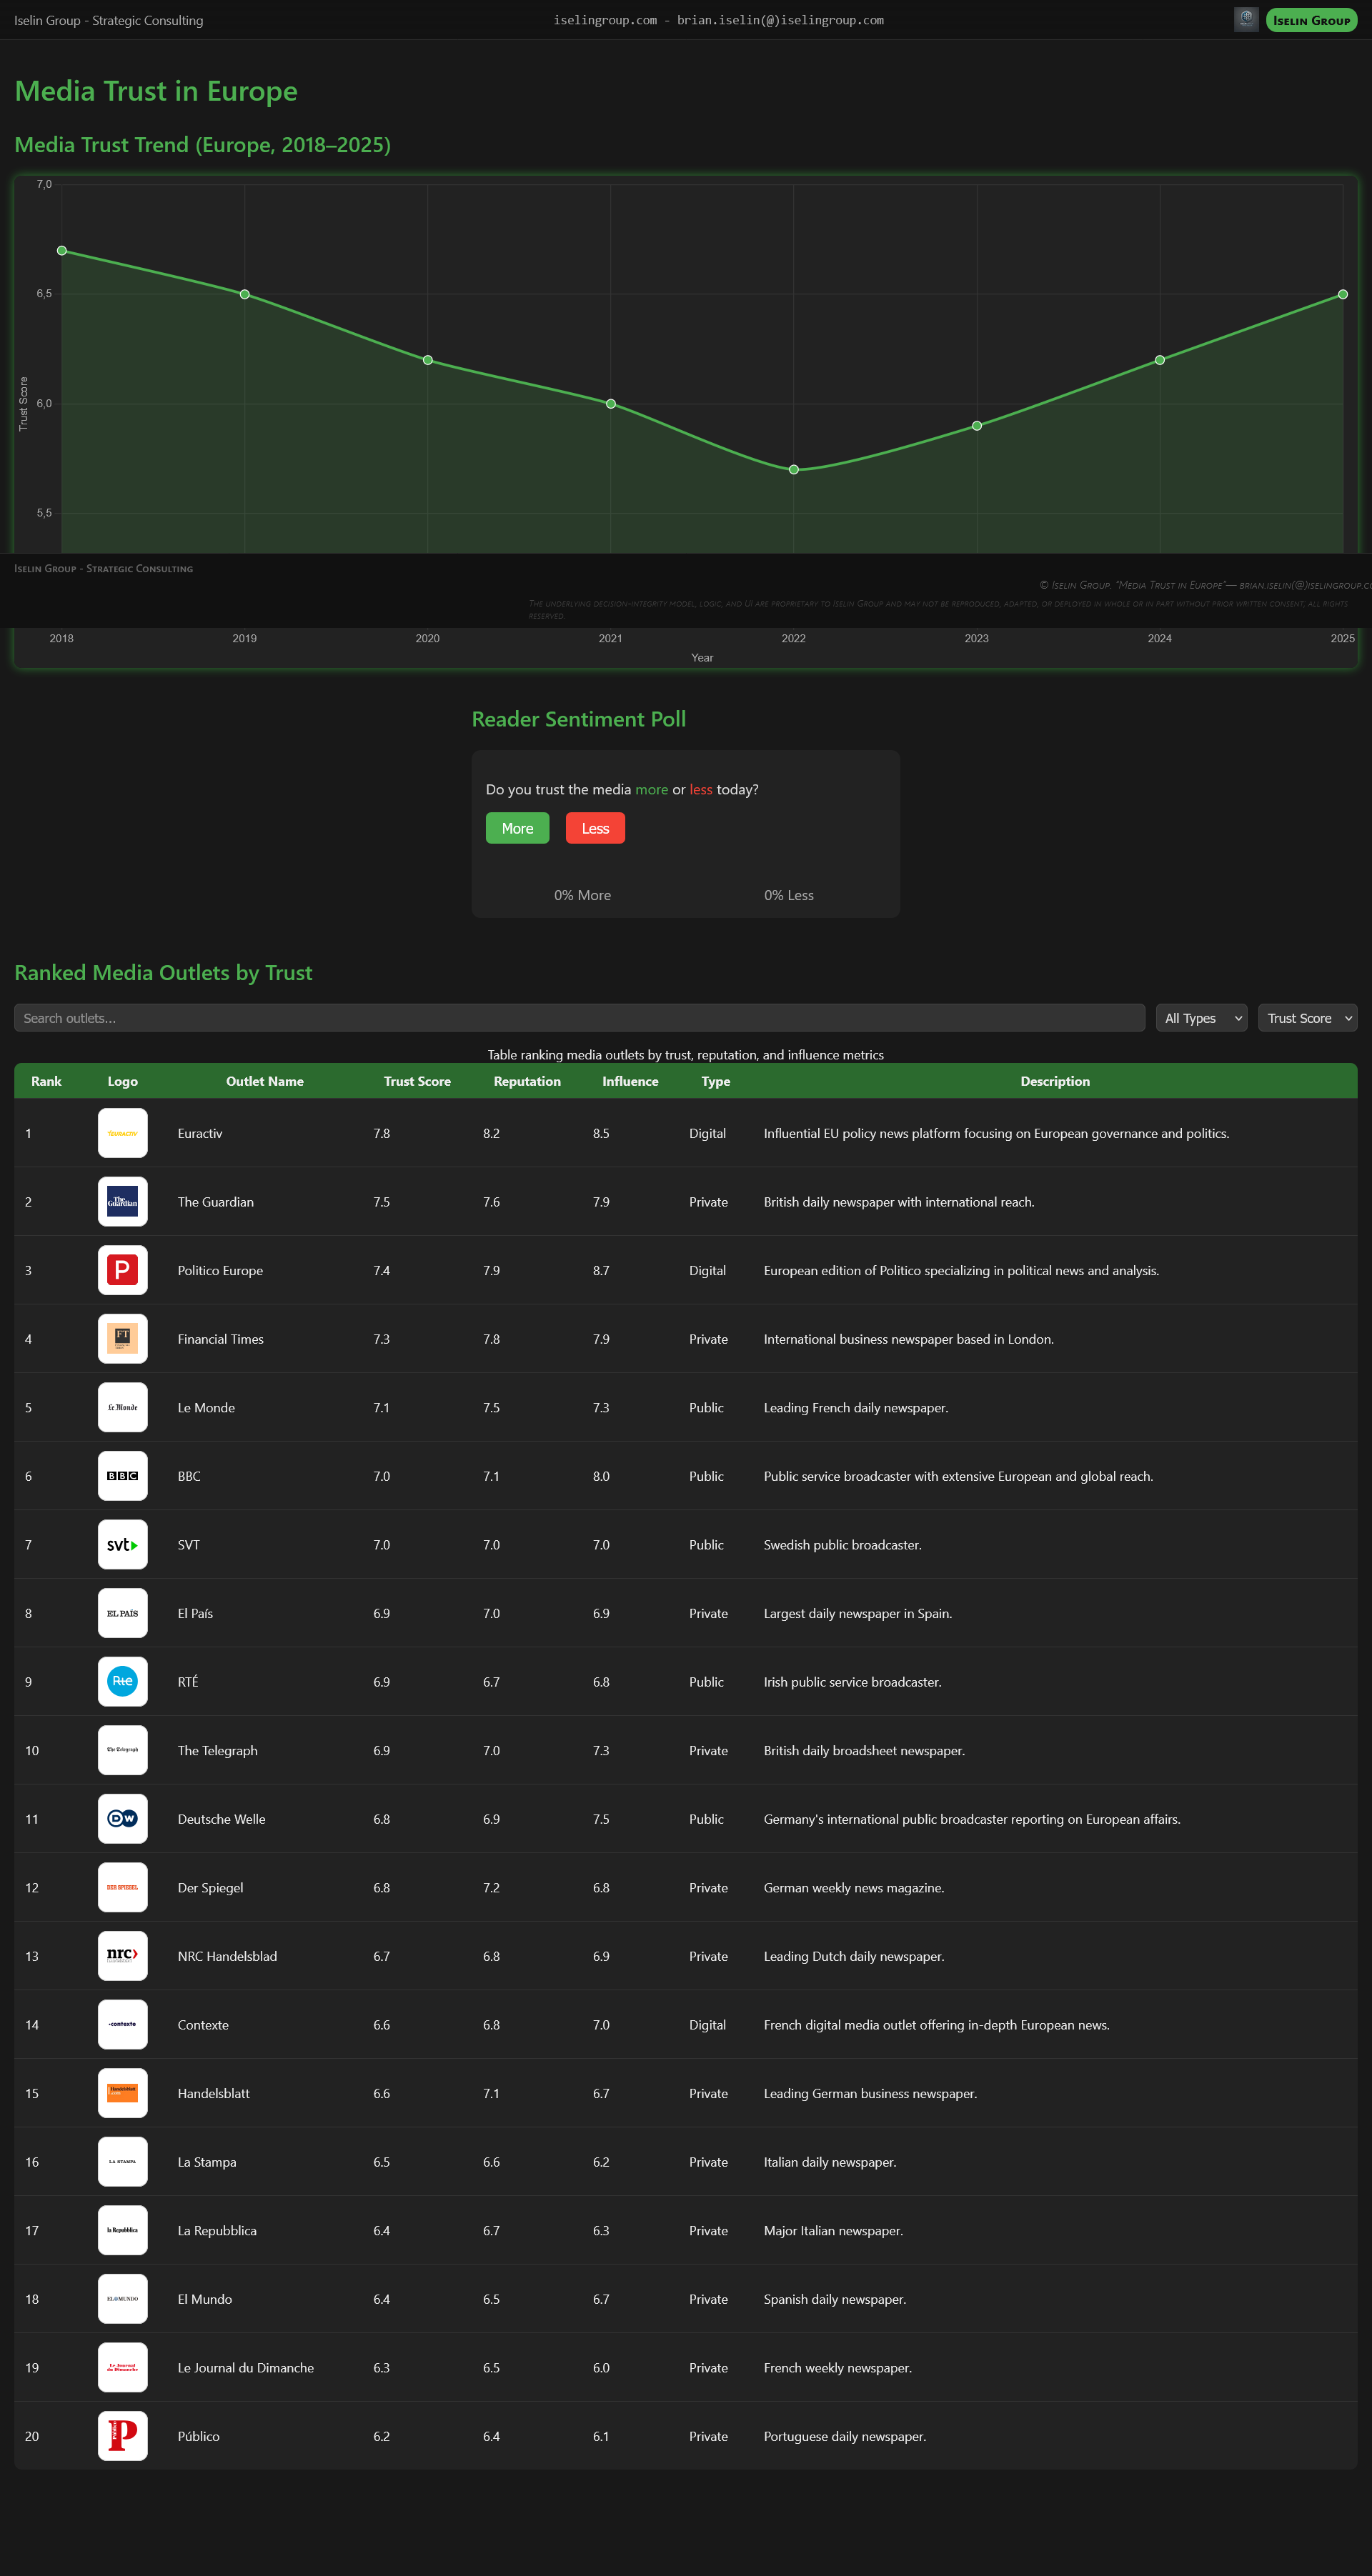 Iselin Group - Strategic Consulting
iselingroup.com - brian.iselin(@)iselingroup.com
Iselin Group
Media Trust in Europe
Media Trust Trend (Europe, 2018–2025)
7,0
6,5
6,0
5,5
Trust Score
Iselin Group - Strategic Consulting
© Iselin Group. "Media Trust in Europe"— brian.iselin(@)iselingroup.co
The underlying decision-integrity model, logic, and UI are proprietary to Iselin Group and may not be reproduced, adapted, or deployed in whole or in part without prior written consent; all rights
reserved.
2018 2019 2020 2021 2022 2023 2024 2025
Year
Reader Sentiment Poll
Do you trust the media more or less today?
More Less
0% More 0% Less
Ranked Media Outlets by Trust
Search outlets... All Types Trust Score
Table ranking media outlets by trust, reputation, and influence metrics
Rank Logo Outlet Name Trust Score Reputation Influence Type Description
1 EURACTIV Euractiv 7.8 8.2 8.5 Digital Influential EU policy news platform focusing on European governance and politics.
2 The Guardian The Guardian 7.5 7.6 7.9 Private British daily newspaper with international reach.
3 P Politico Europe 7.4 7.9 8.7 Digital European edition of Politico specializing in political news and analysis.
4 FT Financial Times 7.3 7.8 7.9 Private International business newspaper based in London.
5 Le Monde Le Monde 7.1 7.5 7.3 Public Leading French daily newspaper.
6 BBC BBC 7.0 7.1 8.0 Public Public service broadcaster with extensive European and global reach.
7 svt SVT 7.0 7.0 7.0 Public Swedish public broadcaster.
8 EL PAÍS El País 6.9 7.0 6.9 Private Largest daily newspaper in Spain.
9 RTÉ RTÉ 6.9 6.7 6.8 Public Irish public service broadcaster.
10 The Telegraph The Telegraph 6.9 7.0 7.3 Private British daily broadsheet newspaper.
11 DW Deutsche Welle 6.8 6.9 7.5 Public Germany's international public broadcaster reporting on European affairs.
12 DER SPIEGEL Der Spiegel 6.8 7.2 6.8 Private German weekly news magazine.
13 nrc NRC Handelsblad 6.7 6.8 6.9 Private Leading Dutch daily newspaper.
14 contexte Contexte 6.6 6.8 7.0 Digital French digital media outlet offering in-depth European news.
15 Handelsblatt Handelsblatt 6.6 7.1 6.7 Private Leading German business newspaper.
16 LA STAMPA La Stampa 6.5 6.6 6.2 Private Italian daily newspaper.
17 la Repubblica La Repubblica 6.4 6.7 6.3 Private Major Italian newspaper.
18 EL MUNDO El Mundo 6.4 6.5 6.7 Private Spanish daily newspaper.
19 Le Journal du Dimanche Le Journal du Dimanche 6.3 6.5 6.0 Private French weekly newspaper.
20 P Público Público 6.2 6.4 6.1 Private Portuguese daily newspaper.